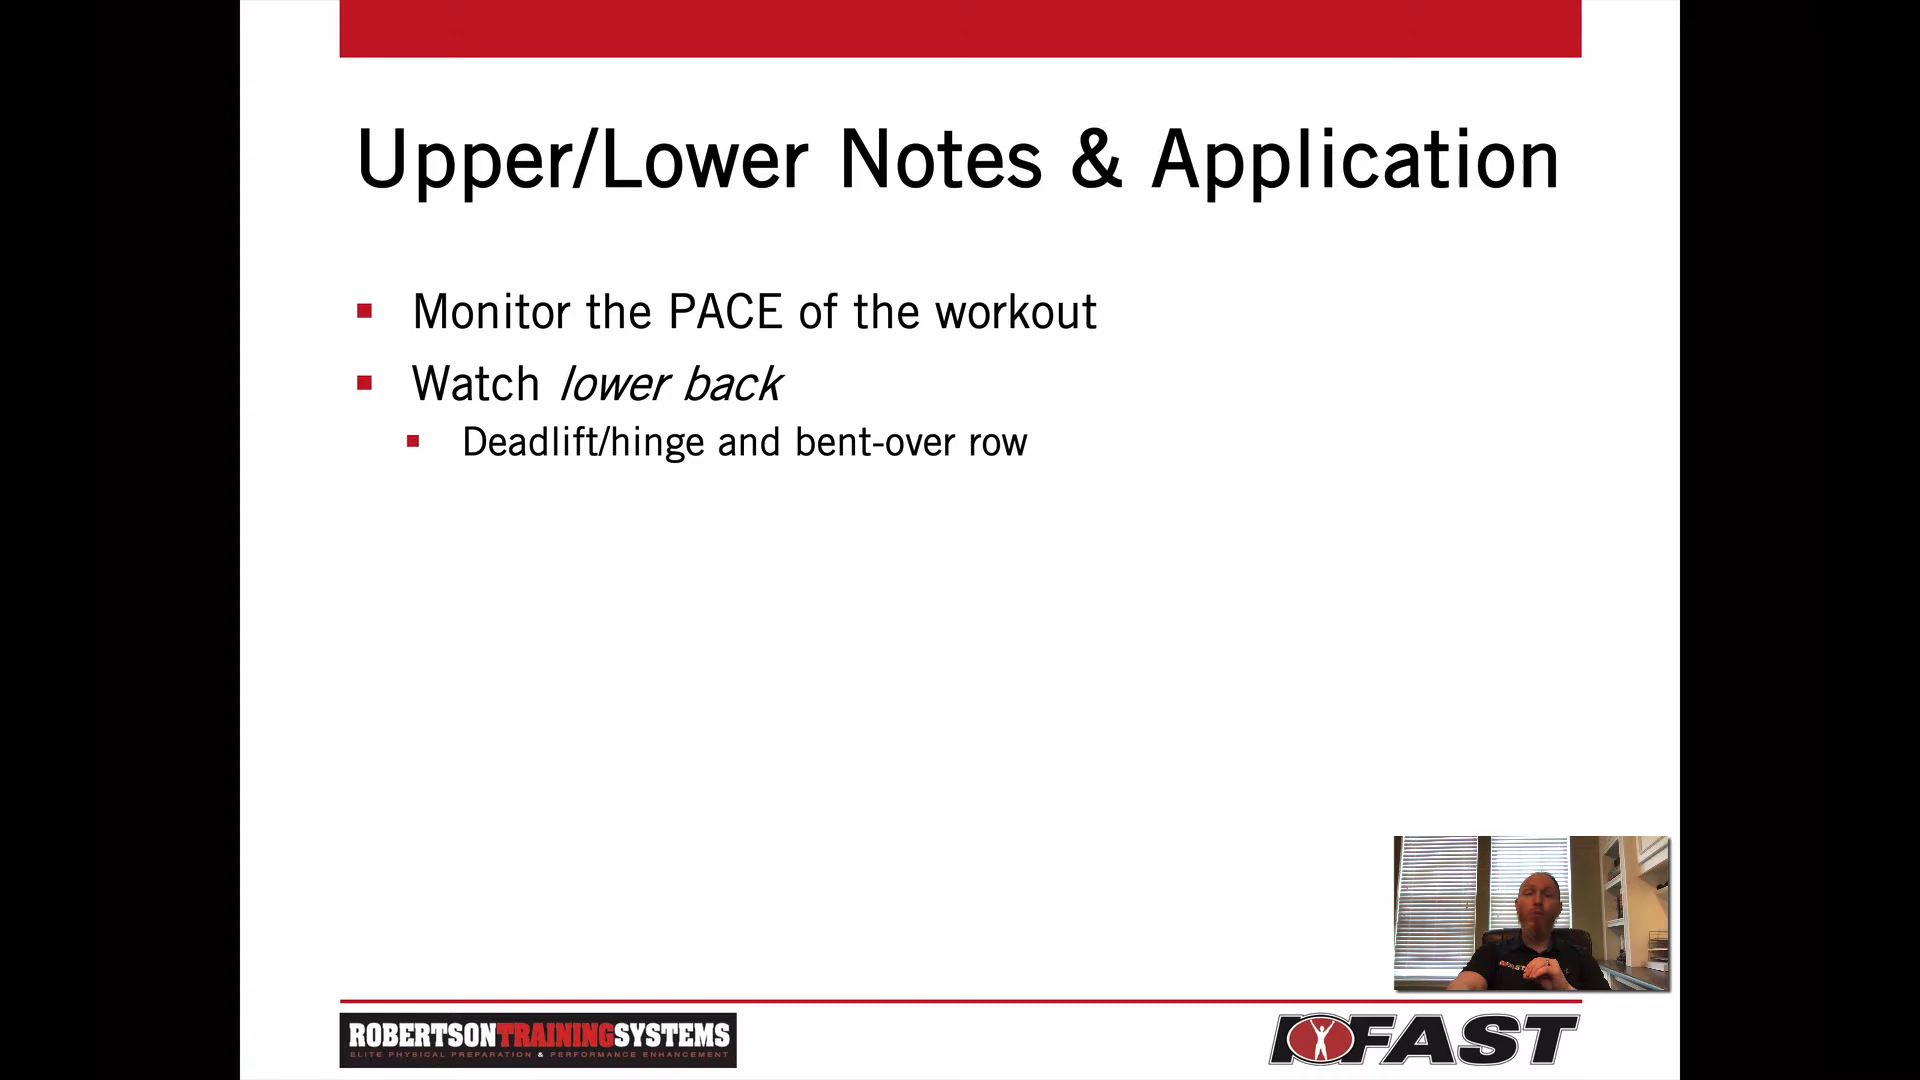 Upper/Lower Notes & Application
Monitor the PACE of the workout
Watch lower back
Deadlift/hinge and bent-over row
ROBERTSONTRAININGSYSTEMS
ELITE PHYSICAL PREPARATION & PERFORMANCE ENHANCEMENT
IFAST